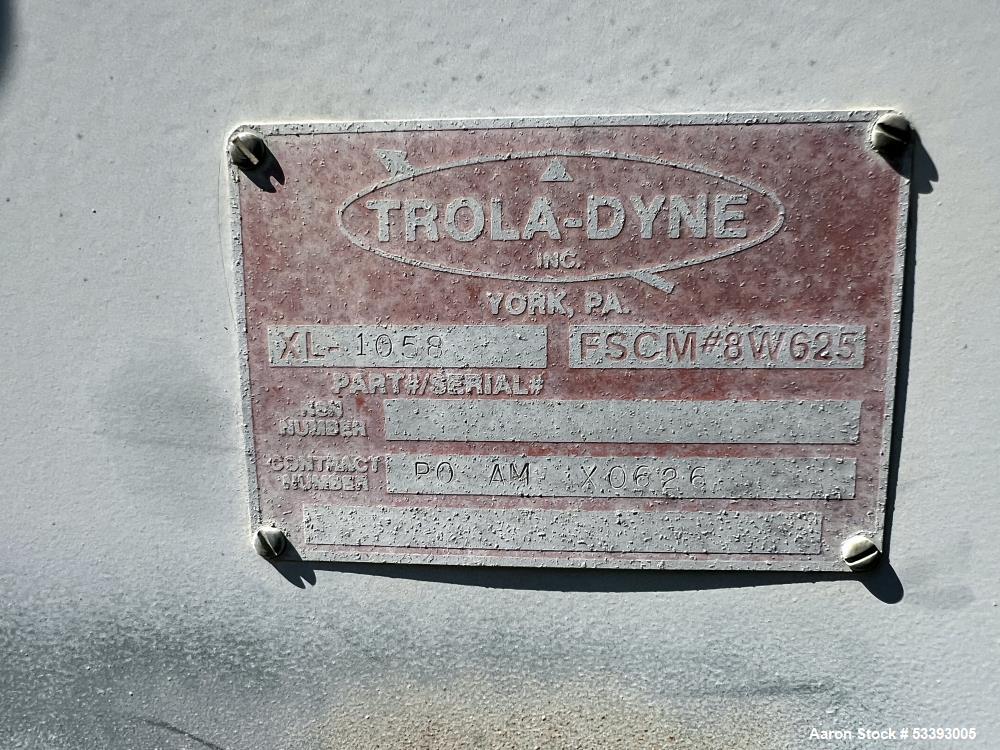 TROLA-DYNE
INC.
YORK, PA.
XL-1058 FSCM#8W625
PART#/SERIAL#
NSN
NUMBER
CONTRACT
NUMBER
PO AM X0626
Aaron Stock # 53393005